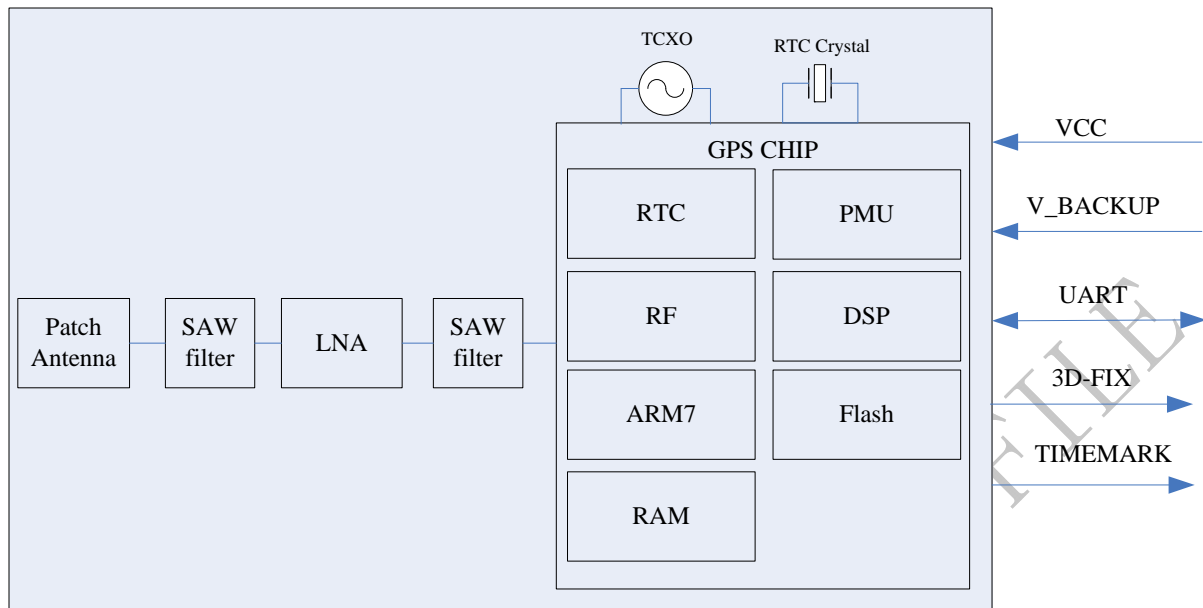 TCXO
RTC Crystal
GPS CHIP
RTC
PMU
RF
DSP
ARM7
Flash
RAM
Patch
Antenna
SAW
filter
LNA
SAW
filter
VCC
V_BACKUP
UART
3D-FIX
TIMEMARK
FILE